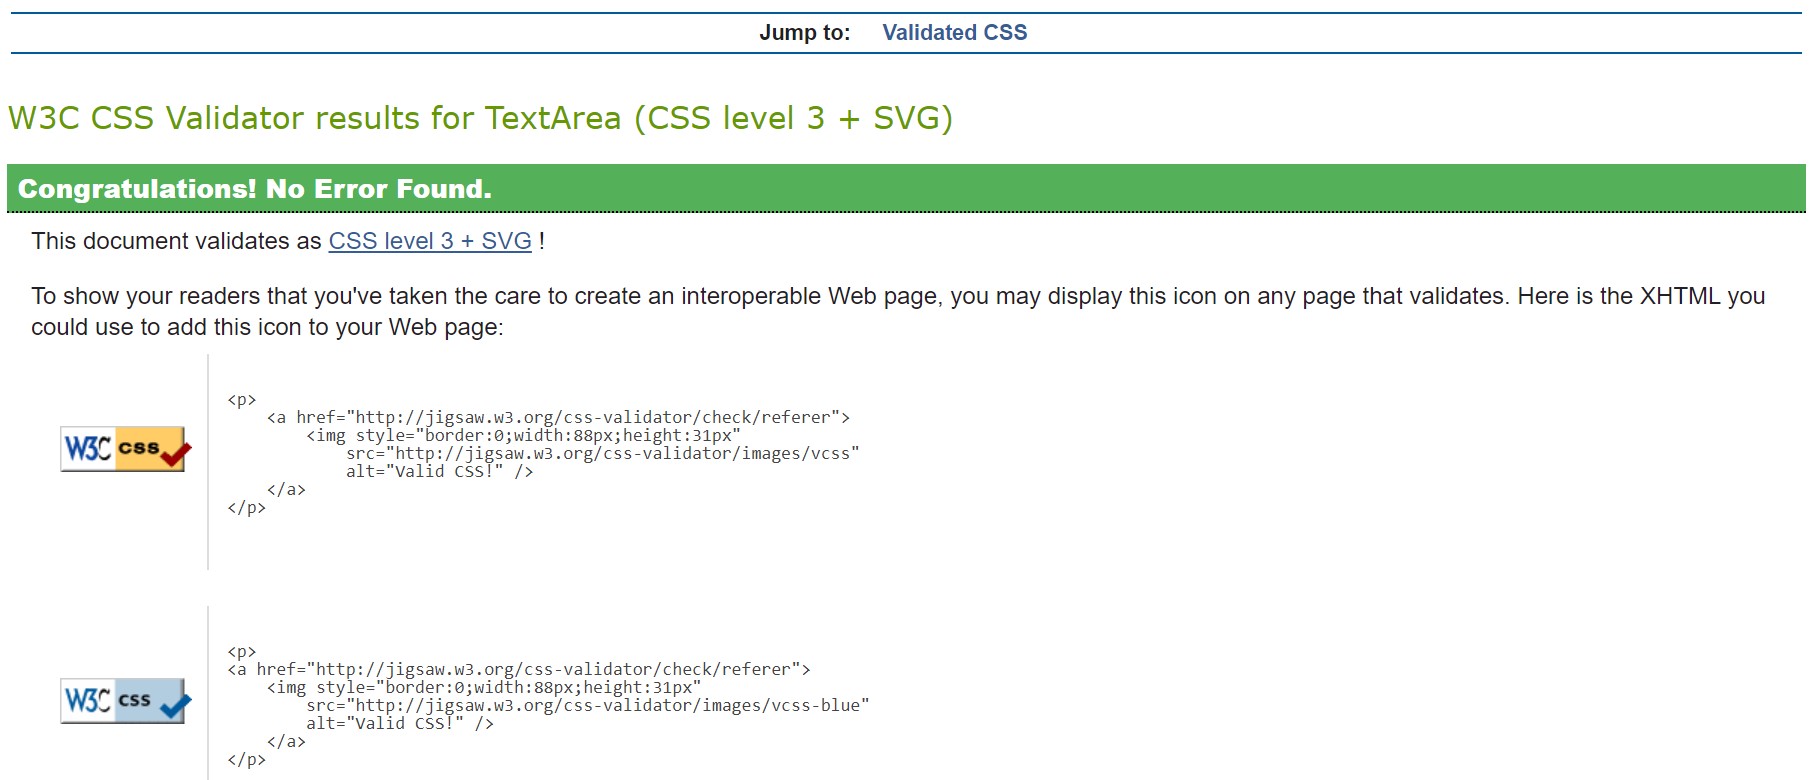 Jump to: Validated CSS
W3C CSS Validator results for TextArea (CSS level 3 + SVG)
Congratulations! No Error Found.
This document validates as CSS level 3 + SVG !
To show your readers that you've taken the care to create an interoperable Web page, you may display this icon on any page that validates. Here is the XHTML you
could use to add this icon to your Web page:
W3C css
<p>
<a href="http://jigsaw.w3.org/css-validator/check/referer">
<img style="border:0;width:88px;height:31px"
src="http://jigsaw.w3.org/css-validator/images/vcss"
alt="Valid CSS!" />
</a>
</p>
W3C css
<p>
<a href="http://jigsaw.w3.org/css-validator/check/referer">
<img style="border:0;width:88px;height:31px"
src="http://jigsaw.w3.org/css-validator/images/vcss-blue"
alt="Valid CSS!" />
</a>
</p>